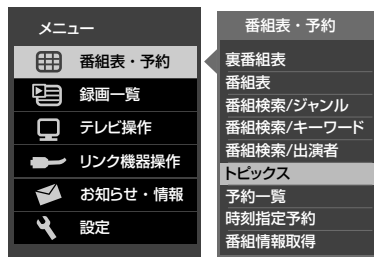 メニュー
番組表・予約
録画一覧
テレビ操作
リンク機器操作
お知らせ・情報
設定
番組表・予約
裏番組表
番組表
番組検索/ジャンル
番組検索/キーワード
番組検索/出演者
トピックス
予約一覧
時刻指定予約
番組情報取得